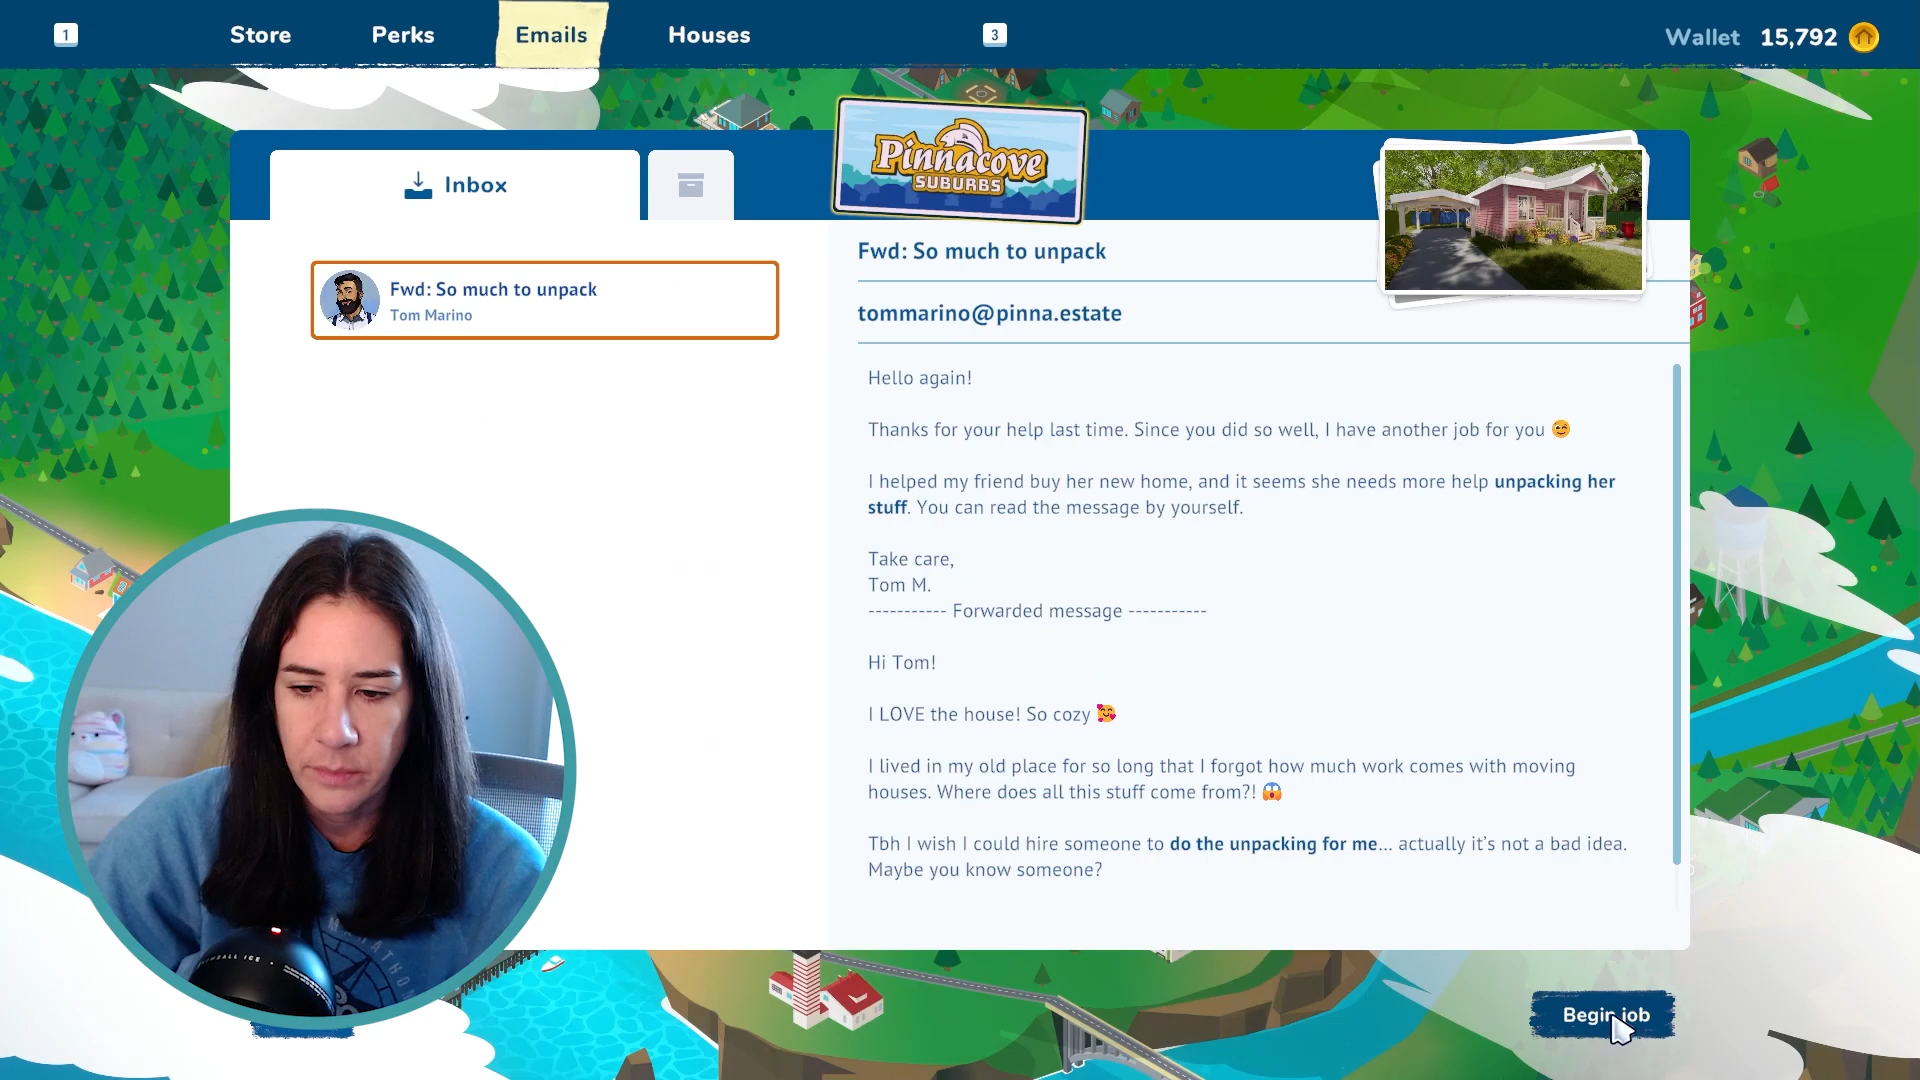 1
Store
Perks
Emails
Houses
3
Wallet 15,792
Inbox
Pinnacove
SUBURBS
Fwd: So much to unpack
Tom Marino
Fwd: So much to unpack
tommarino@pinna.estate
Hello again!
Thanks for your help last time. Since you did so well, I have another job for you 😊
I helped my friend buy her new home, and it seems she needs more help unpacking her
stuff. You can read the message by yourself.
Take care,
Tom M.
----------- Forwarded message -----------
Hi Tom!
I LOVE the house! So cozy 🥰
I lived in my old place for so long that I forgot how much work comes with moving
houses. Where does all this stuff come from?! 😱
Tbh I wish I could hire someone to do the unpacking for me... actually it's not a bad idea.
Maybe you know someone?
Begin job